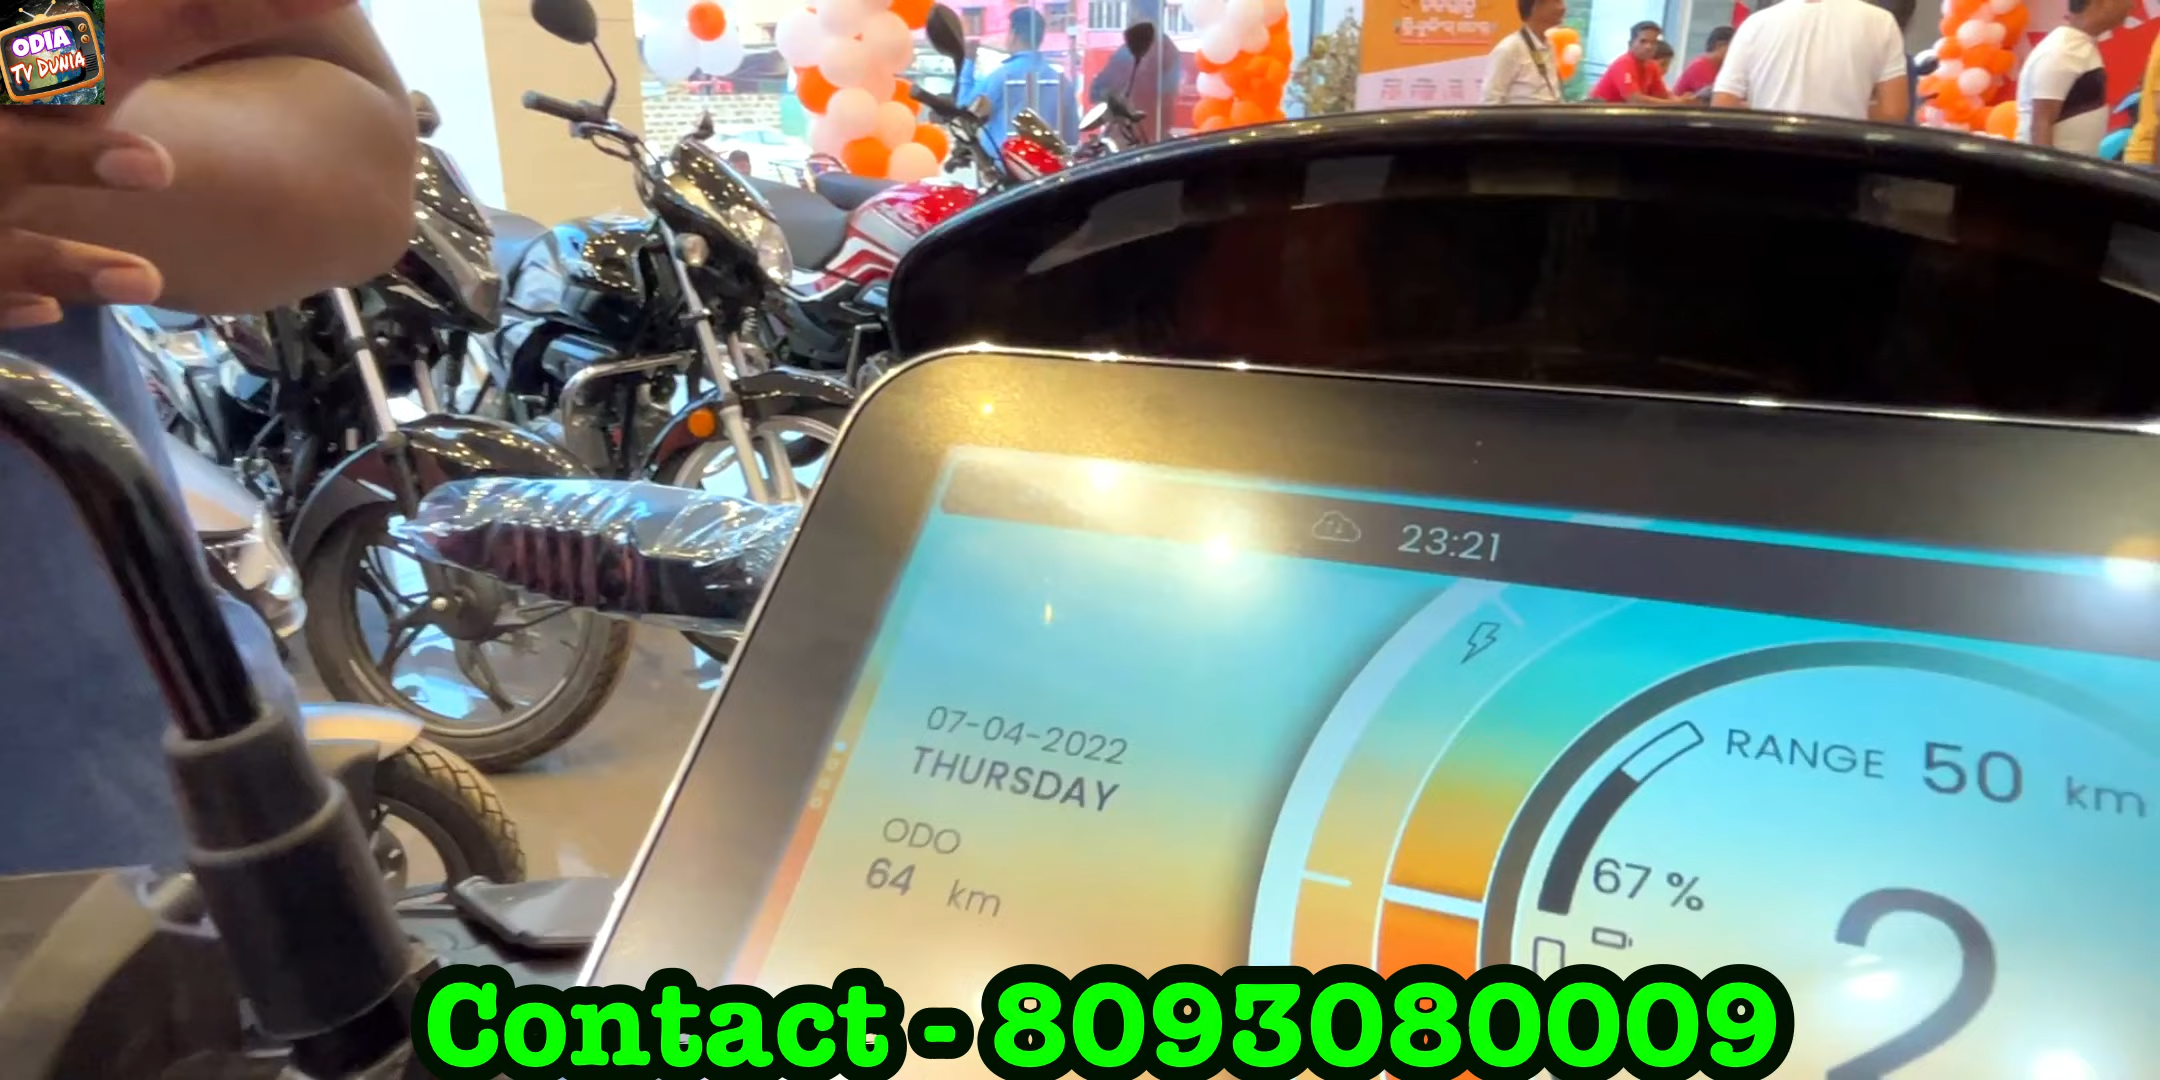 ODIA
TV DUNIA
23:21
07-04-2022
THURSDAY
ODO
64 km
RANGE 50 km
67 %
2
Contact - 8093080009